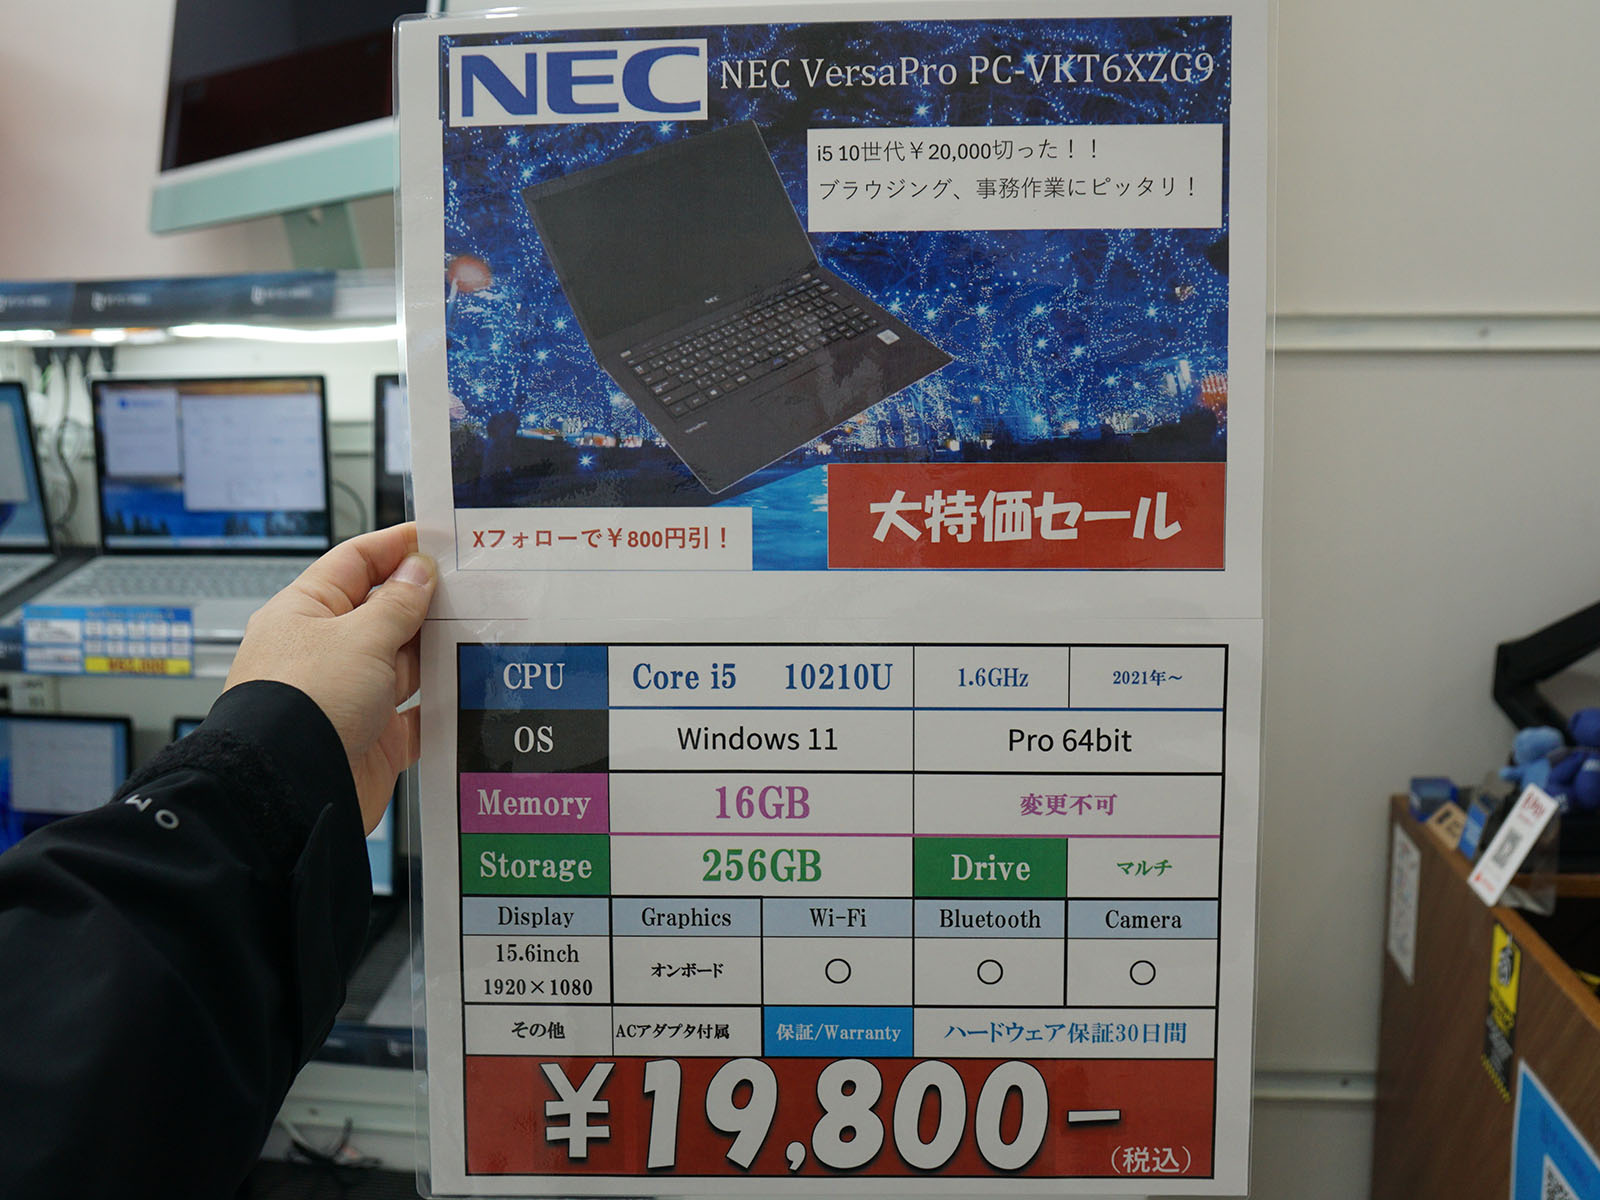 NEC
NEC VersaPro PC-VKT6XZG9
i5 10世代￥20,000切った！！
ブラウジング、事務作業にピッタリ！
NEC
VersaPro
Xフォローで￥800円引！
大特価セール
CPU Core i5 10210U 1.6GHz 2021年～
OS Windows 11 Pro 64bit
Memory 16GB 変更不可
Storage 256GB Drive マルチ
Display Graphics Wi-Fi Bluetooth Camera
15.6inch
1920×1080 オンボード ○ ○ ○
その他 ACアダプタ付属 保証/Warranty ハードウェア保証30日間
￥19,800－
（税込）